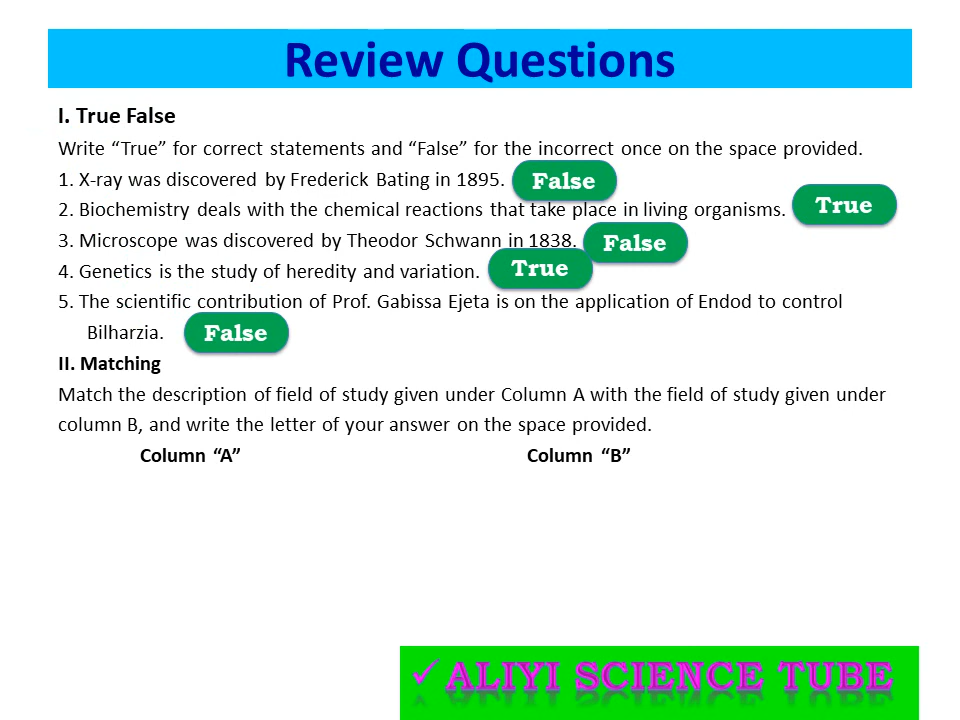 Review Questions
I. True False
Write “True” for correct statements and “False” for the incorrect once on the space provided.
1. X-ray was discovered by Frederick Bating in 1895. False
2. Biochemistry deals with the chemical reactions that take place in living organisms. True
3. Microscope was discovered by Theodor Schwann in 1838. False
4. Genetics is the study of heredity and variation. True
5. The scientific contribution of Prof. Gabissa Ejeta is on the application of Endod to control
Bilharzia. False
II. Matching
Match the description of field of study given under Column A with the field of study given under
column B, and write the letter of your answer on the space provided.
Column “A” Column “B”
✓ALIYI SCIENCE TUBE